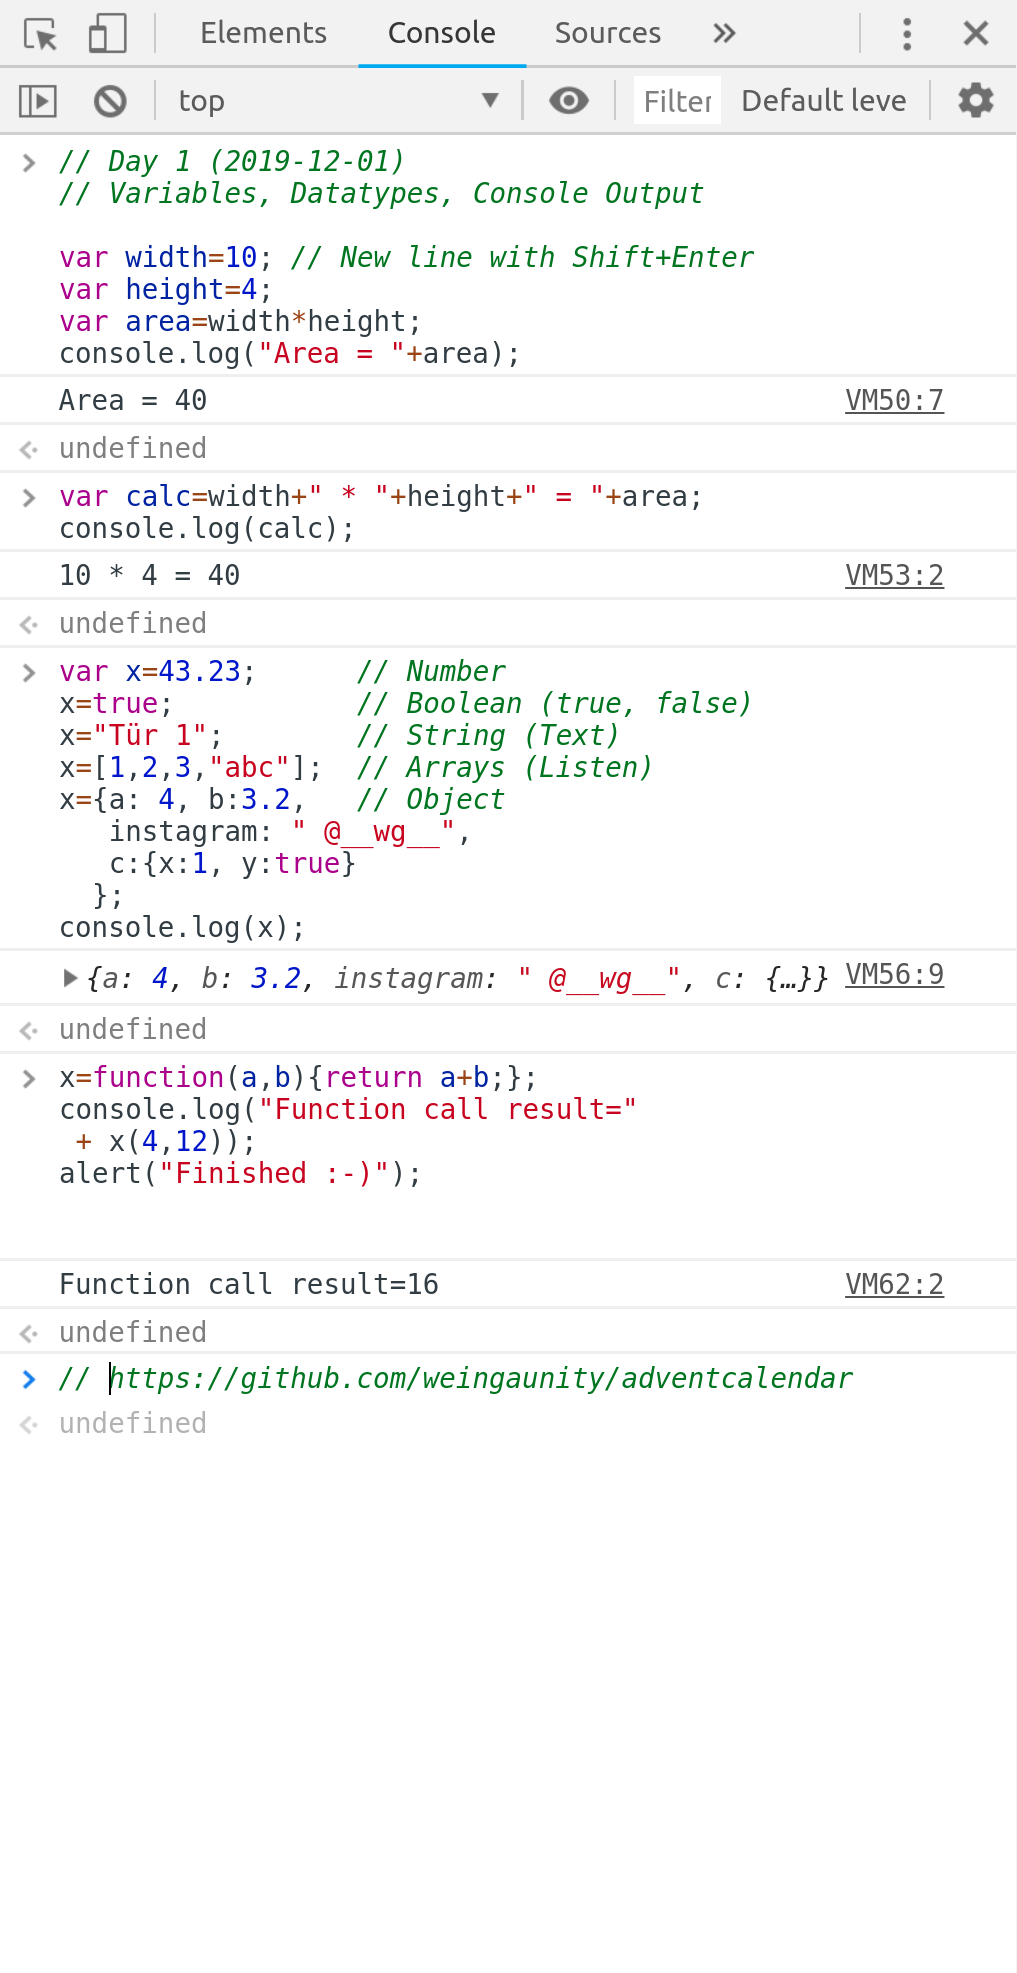 Elements Console Sources »
top ▼ Filter Default leve
> // Day 1 (2019-12-01)
// Variables, Datatypes, Console Output
var width=10; // New line with Shift+Enter
var height=4;
var area=width*height;
console.log("Area = "+area);
Area = 40 VM50:7
undefined
> var calc=width+" * "+height+" = "+area;
console.log(calc);
10 * 4 = 40 VM53:2
undefined
> var x=43.23;      // Number
x=true;           // Boolean (true, false)
x="Tür 1";        // String (Text)
x=[1,2,3,"abc"];  // Arrays (Listen)
x={a: 4, b:3.2,   // Object
   instagram: " @__wg__",
   c:{x:1, y:true}
  };
console.log(x);
▶{a: 4, b: 3.2, instagram: " @__wg__", c: {…}} VM56:9
undefined
> x=function(a,b){return a+b;};
console.log("Function call result="
 + x(4,12));
alert("Finished :-)");
Function call result=16 VM62:2
undefined
> // https://github.com/weingaunity/adventcalendar
undefined